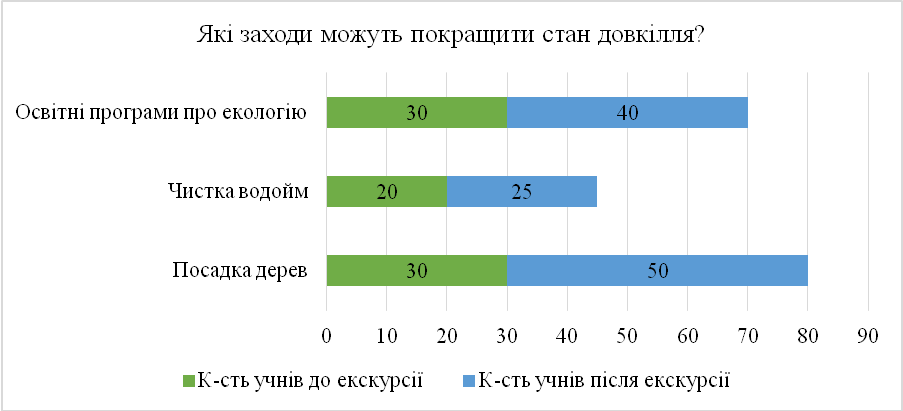 Які заходи можуть покращити стан довкілля?
Освітні програми про екологію 30 40
Чистка водойм 20 25
Посадка дерев 30 50
0 10 20 30 40 50 60 70 80 90
К-сть учнів до екскурсії К-сть учнів після екскурсії